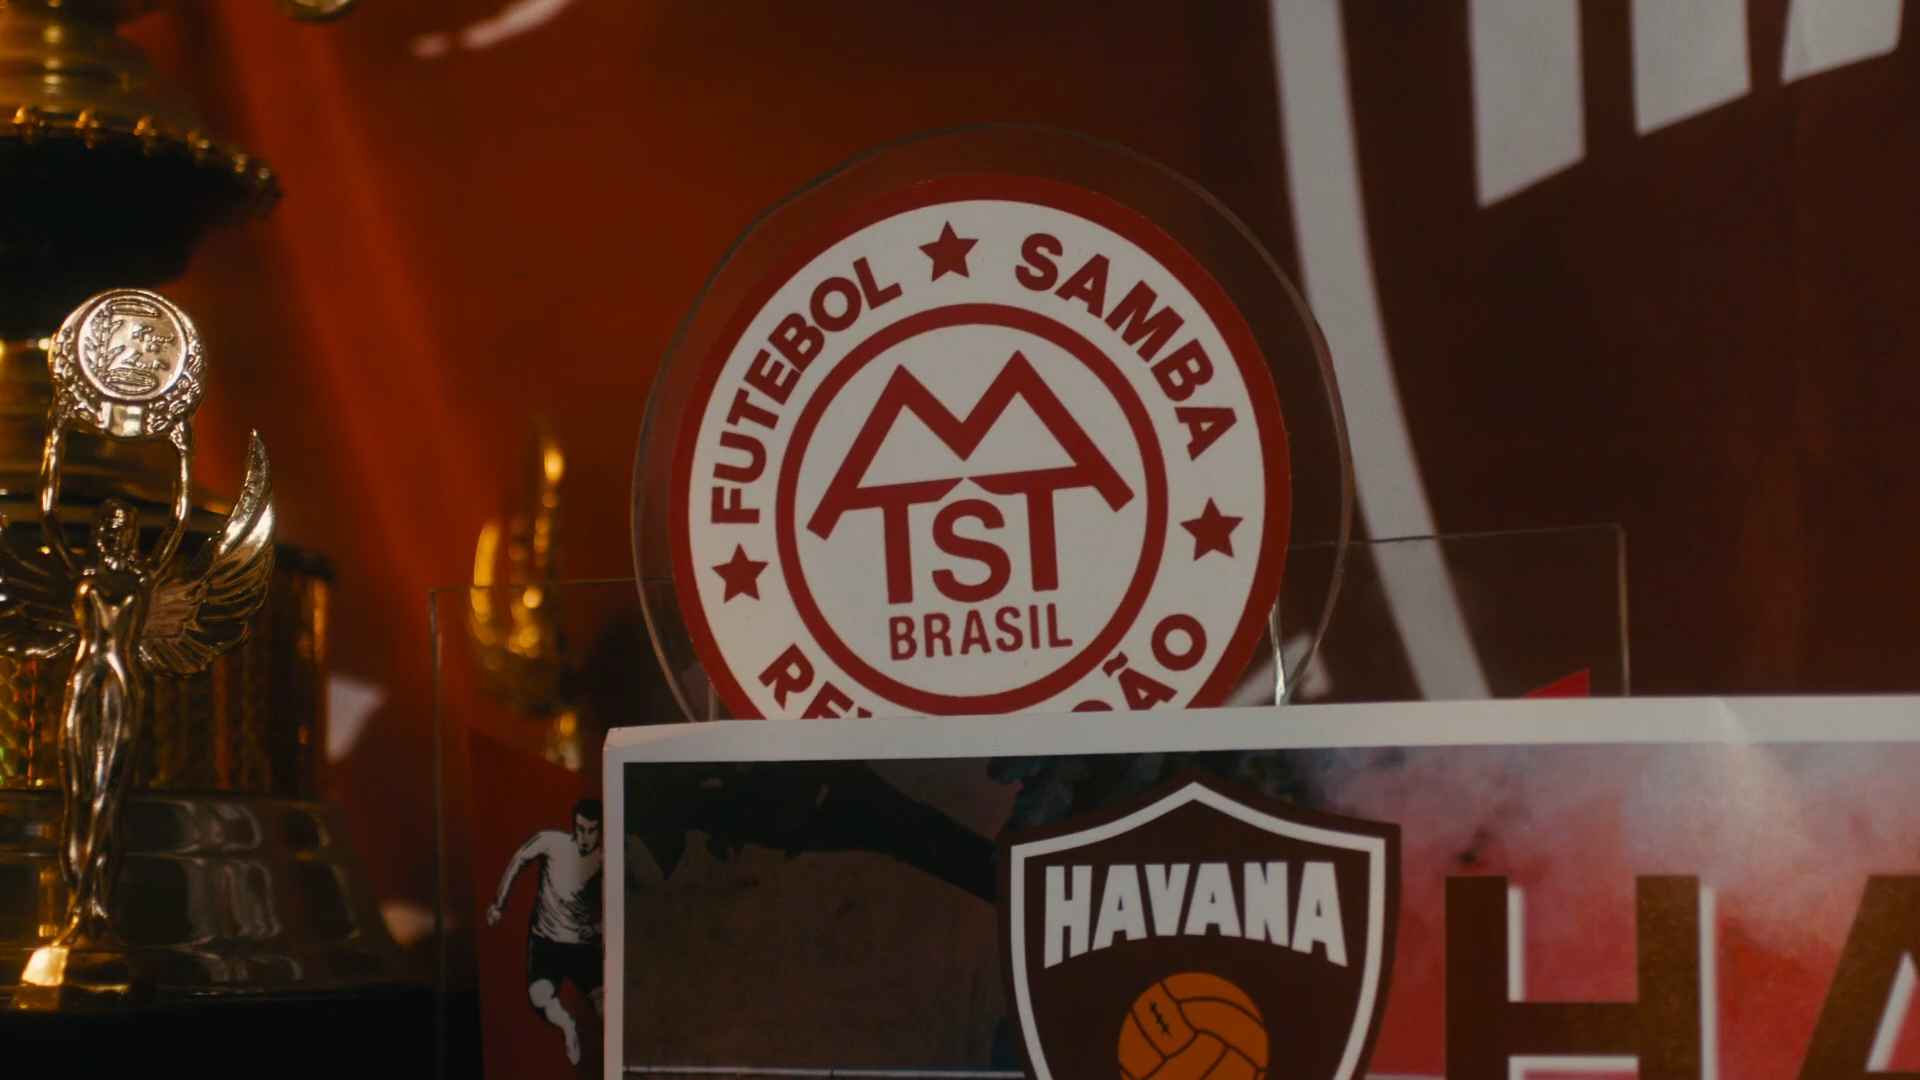 FUTEBOL ★ SAMBA ★
MTST
BRASIL
HAVANA